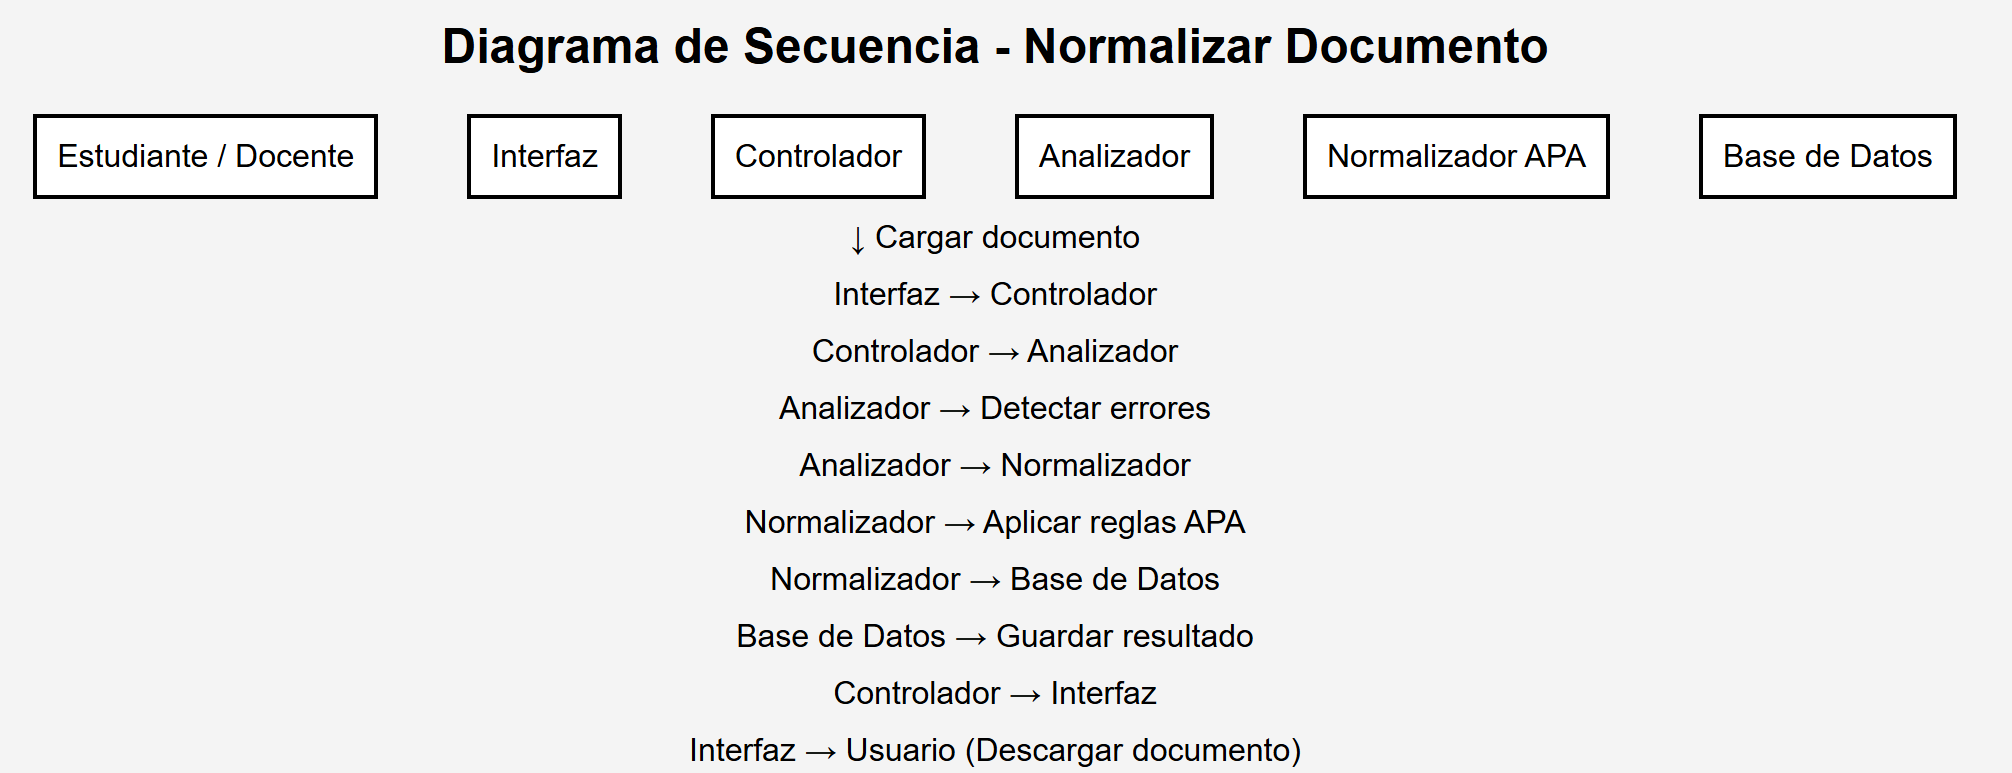 Diagrama de Secuencia - Normalizar Documento
Estudiante / Docente
Interfaz
Controlador
Analizador
Normalizador APA
Base de Datos
↓ Cargar documento
Interfaz → Controlador
Controlador → Analizador
Analizador → Detectar errores
Analizador → Normalizador
Normalizador → Aplicar reglas APA
Normalizador → Base de Datos
Base de Datos → Guardar resultado
Controlador → Interfaz
Interfaz → Usuario (Descargar documento)